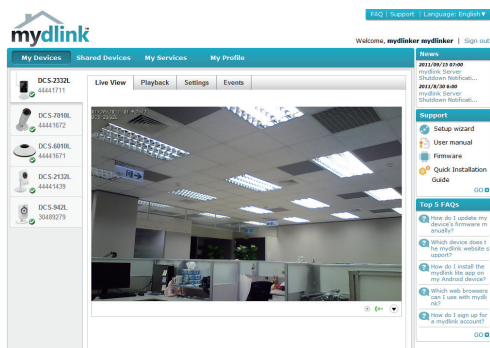 FAQ | Support | Language: English▼
mydlink
Welcome, mydlinker mydlinker | Sign out
My Devices Shared Devices My Services My Profile
DCS-2332L
44441711
DCS-7010L
44441672
DCS-6010L
44441671
DCS-2132L
44441439
DCS-942L
30489279
Live View Playback Settings Events
DCS-2332L
News
2011/09/15 07:00
mydlink Server
Shutdown Notificati...
2011/8/30 6:00
mydlink Server
Shutdown Notificati...
Support
Setup wizard
User manual
Firmware
Quick Installation
Guide
GO
Top 5 FAQs
How do I update my
device's firmware m
anually?
Which device does t
he mydlink website s
upport?
How do I install the
mydlink lite app on
my Android device?
Which web browsers
can I use with mydli
nk?
How do I sign up for
a mydlink account?
GO